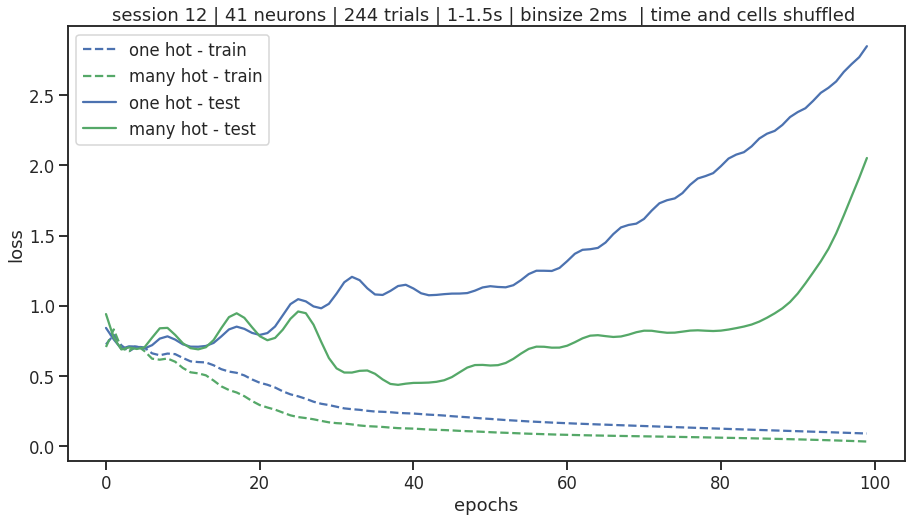 session 12 | 41 neurons | 244 trials | 1-1.5s | binsize 2ms  | time and cells shuffled
one hot - train
many hot - train
one hot - test
many hot - test
2.5
2.0
1.5
1.0
0.5
0.0
loss
0 20 40 60 80 100
epochs